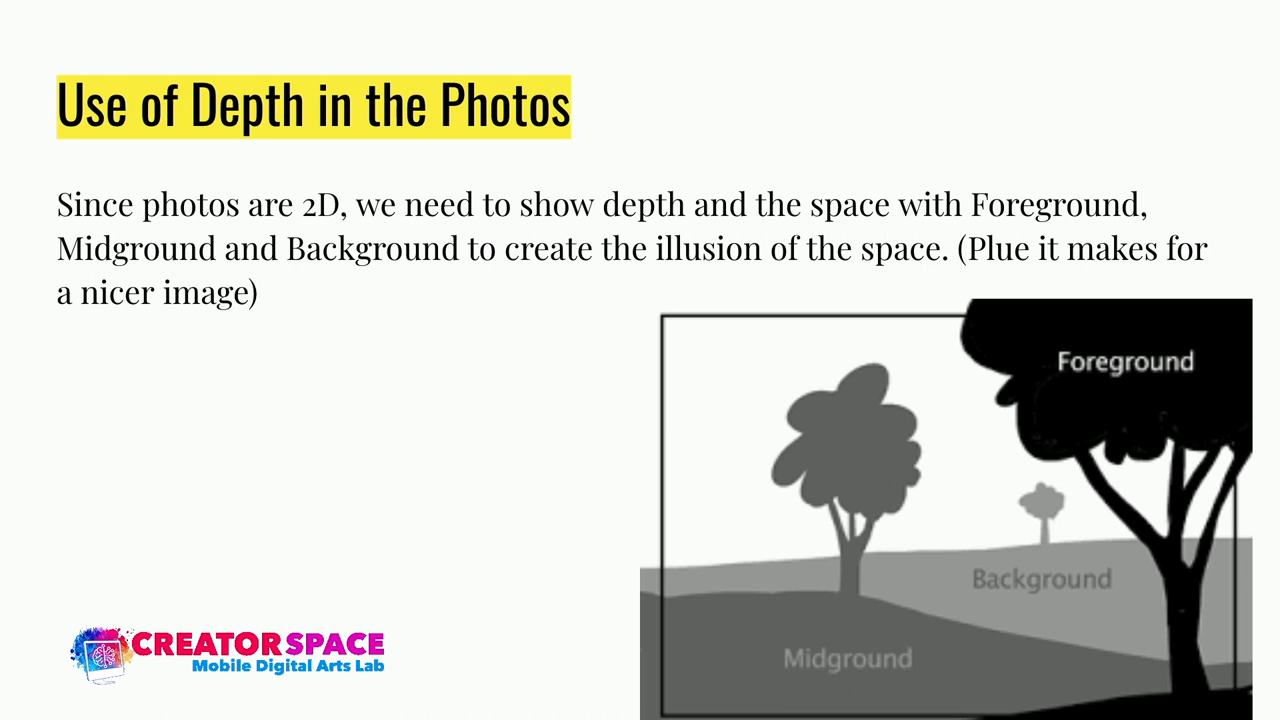 Use of Depth in the Photos
Since photos are 2D, we need to show depth and the space with Foreground,
Midground and Background to create the illusion of the space. (Plue it makes for
a nicer image)
Foreground
Background
Midground
CREATOR SPACE
Mobile Digital Arts Lab